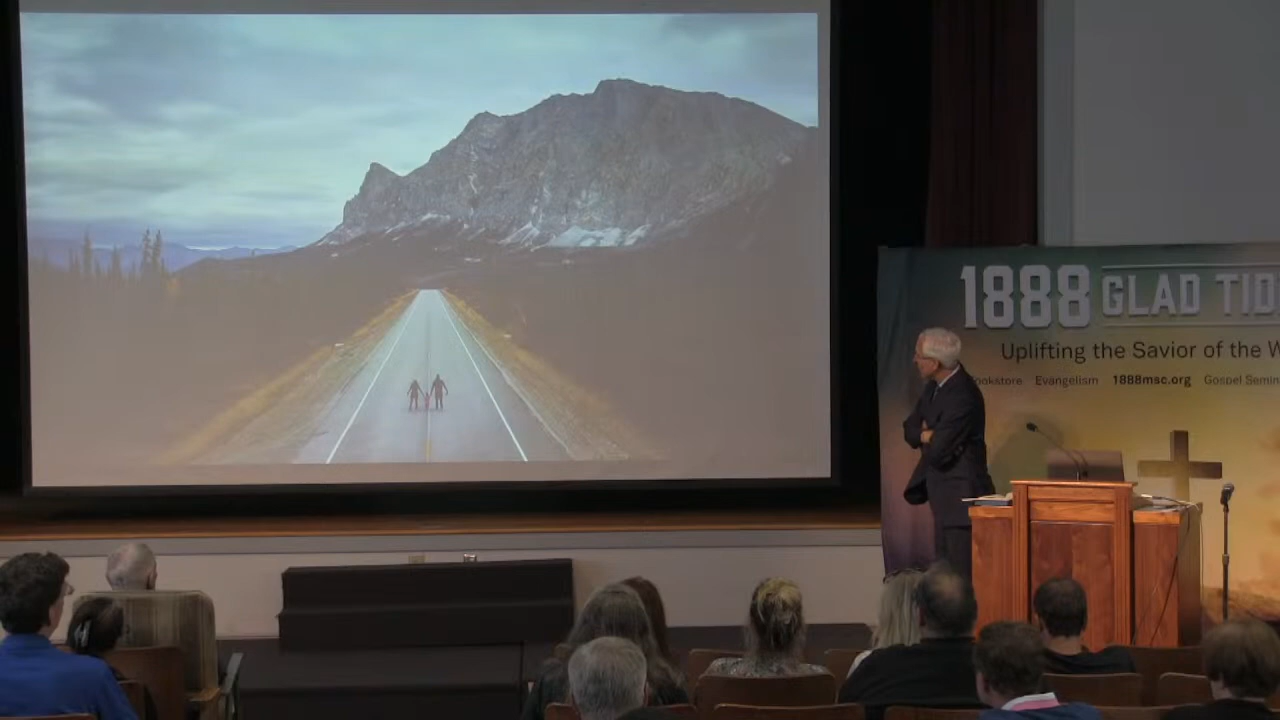 1888 GLAD TID
Uplifting the Savior of the W
ookstore Evangelism 1888msc.org Gospel Semin